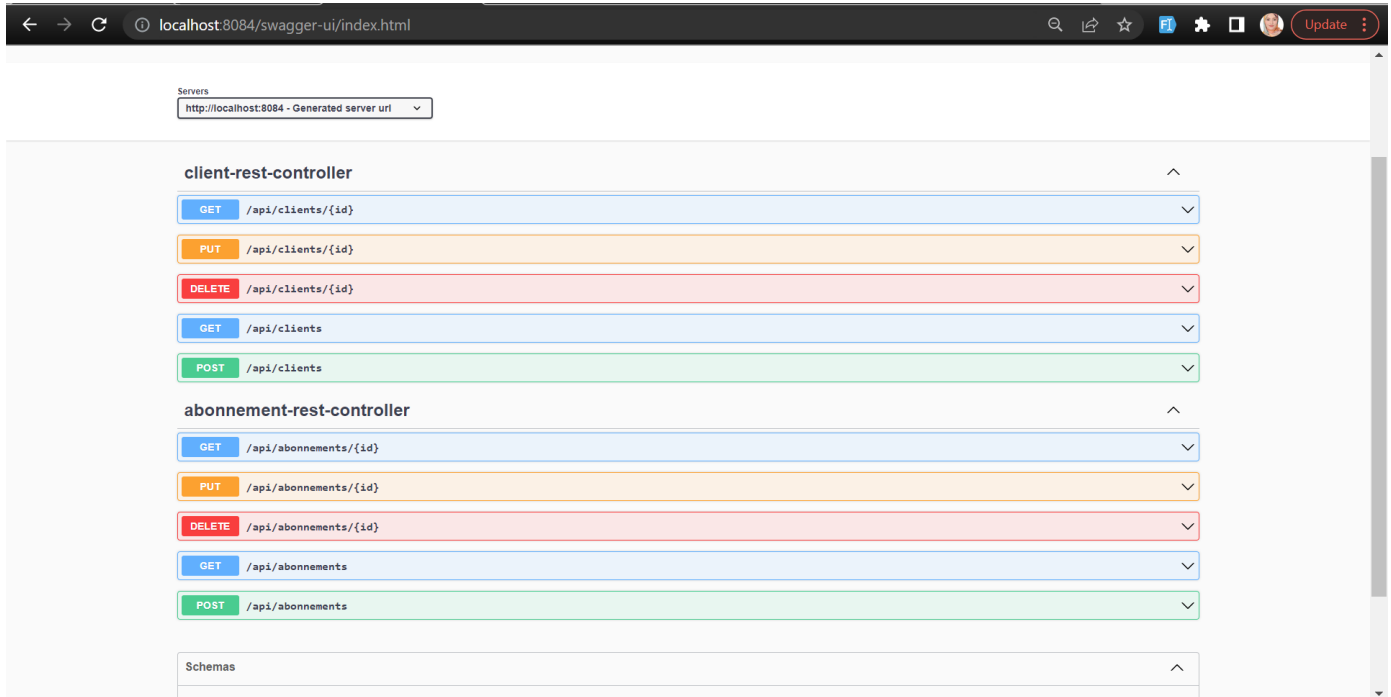 localhost:8084/swagger-ui/index.html
Update
Servers
http://localhost:8084 - Generated server url
client-rest-controller
GET /api/clients/{id}
PUT /api/clients/{id}
DELETE /api/clients/{id}
GET /api/clients
POST /api/clients
abonnement-rest-controller
GET /api/abonnements/{id}
PUT /api/abonnements/{id}
DELETE /api/abonnements/{id}
GET /api/abonnements
POST /api/abonnements
Schemas